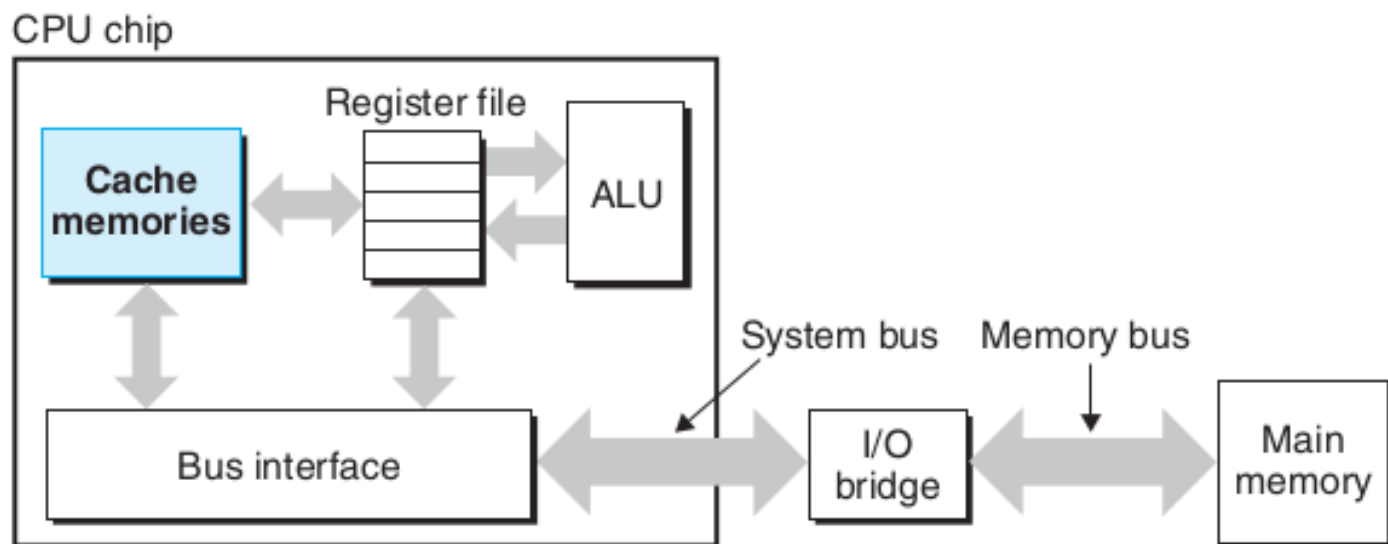 CPU chip
Register file
Cache
memories
ALU
System bus
Memory bus
Bus interface
I/O
bridge
Main
memory